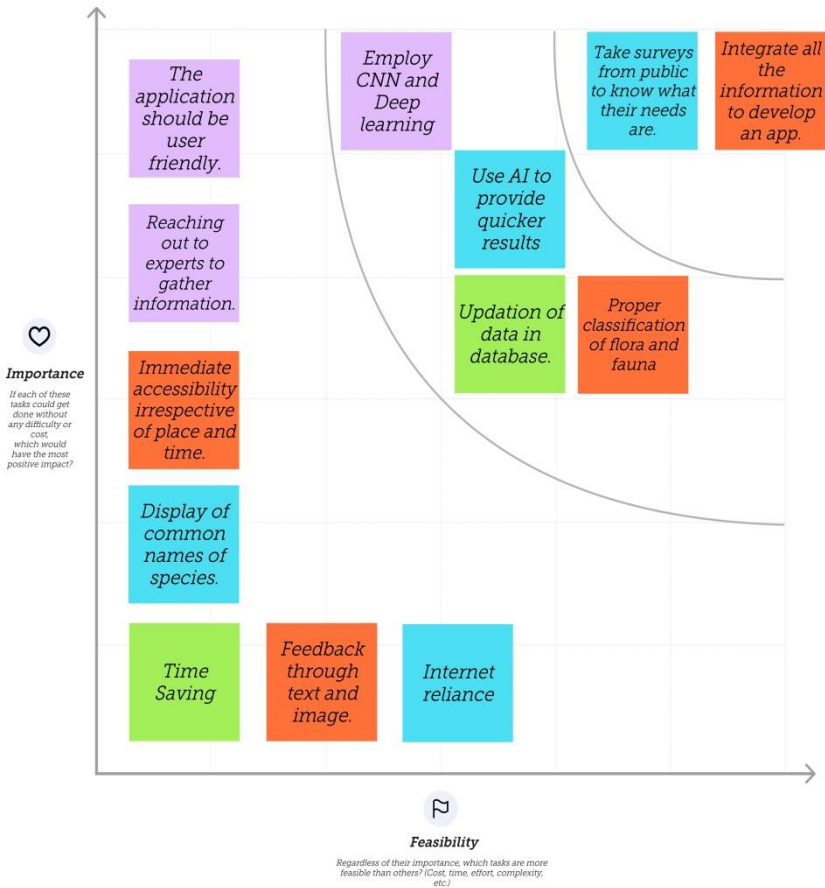 The
application
should be
user
friendly.
Employ
CNN and
Deep
learning
Take surveys
from public
to know what
their needs
are.
Integrate all
the
information
to develop
an app.
Use AI to
provide
quicker
results
Reaching
out to
experts to
gather
information.
Updation of
data in
database.
Proper
classification
of flora and
fauna
Importance
If each of these
tasks could get
done without
any difficulty or
cost,
which would
have the most
positive impact?
Immediate
accessibility
irrespective
of place and
time.
Display of
common
names of
species.
Time
Saving
Feedback
through
text and
image.
Internet
reliance
Feasibility
Regardless of their importance, which tasks are more
feasible than others? (Cost, time, effort, complexity,
etc.)